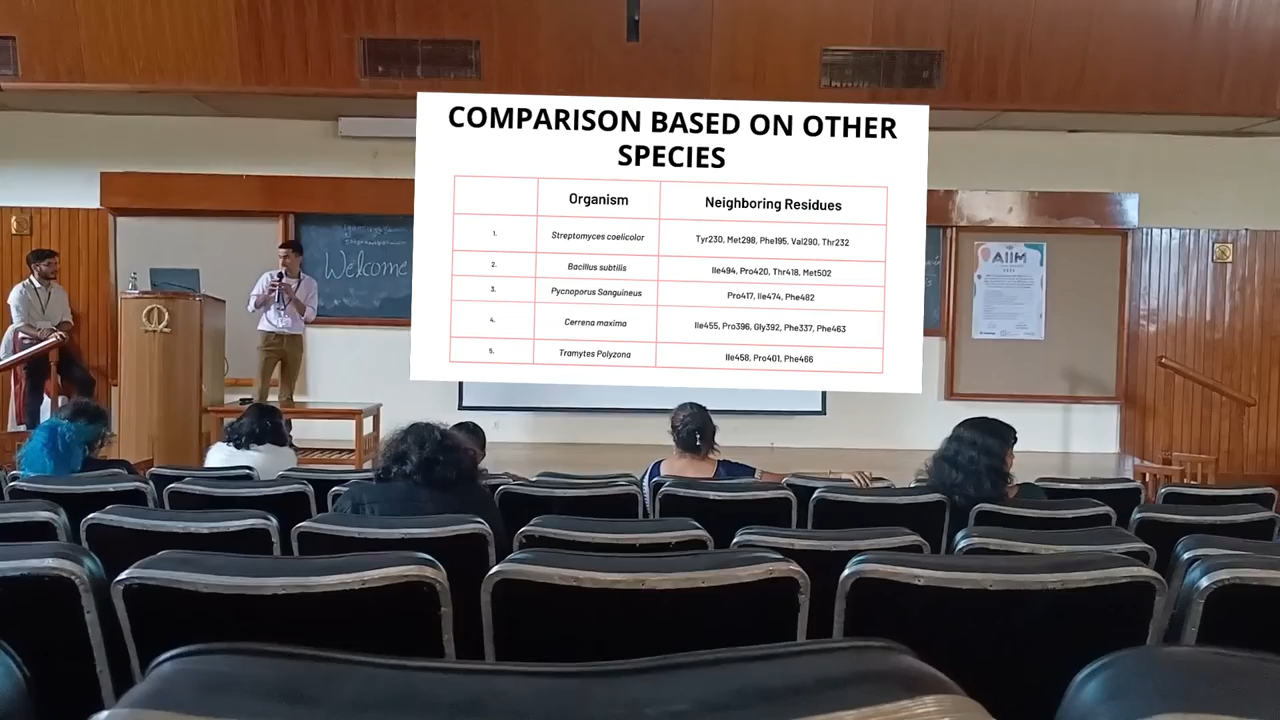 COMPARISON BASED ON OTHER
SPECIES
Organism Neighboring Residues
1. Streptomyces coelicolor Tyr230, Met298, Phe195, Val290, Thr232
2. Bacillus subtilis Ile494, Pro420, Thr418, Met502
3. Pycnoporus Sanguineus Pro417, Ile474, Phe482
4. Cerrena maxima Ile455, Pro396, Gly392, Phe337, Phe463
5. Tramytes Polyzona Ile458, Pro401, Phe466
Welcome
AIIM